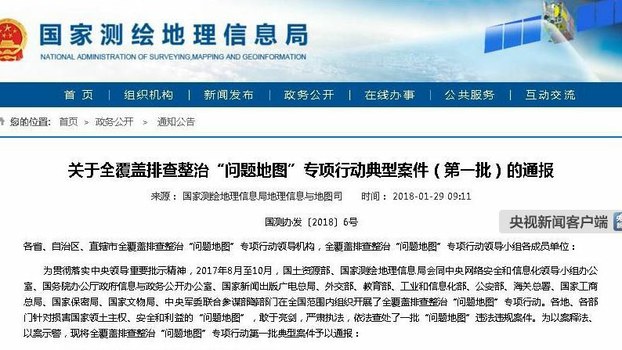 国家测绘地理信息局
NATIONAL ADMINISTRATION OF SURVEYING,MAPPING AND GEOINFORMATION
首 页 | 组织机构 | 新闻发布 | 政务公开 | 在线办事 | 公共服务 | 互动交流
您的位置: 首页 > 政务公开 > 通知公告
关于全覆盖排查整治“问题地图”专项行动典型案件（第一批）的通报
来源： 国家测绘地理信息局地理信息与地图司 时间： 2018-01-29 09:11
国测办发〔2018〕6号
央视新闻客户端
各省、自治区、直辖市全覆盖排查整治“问题地图”专项行动领导机构，全覆盖排查整治“问题地图”专项行动领导小组各成员单位：
为贯彻落实中央领导重要批示精神，2017年8月至10月，国土资源部、国家测绘地理信息局会同中央网络安全和信息化领导小组办公
室、国务院办公厅政府信息与政务公开办公室、国家新闻出版广电总局、外交部、教育部、工业和信息化部、公安部、海关总署、国家工商
总局、国家保密局、国家文物局、中央军委联合参谋部等部门在全国范围内组织开展了全覆盖排查整治“问题地图”专项行动。各地、各部
门针对损害国家领土主权、安全和利益的“问题地图”，敢于亮剑，严肃执法，依法查处了一批“问题地图”违法违规案件。为以案释法、
以案示警，现将全覆盖排查整治“问题地图”专项行动第一批典型案件予以通报：